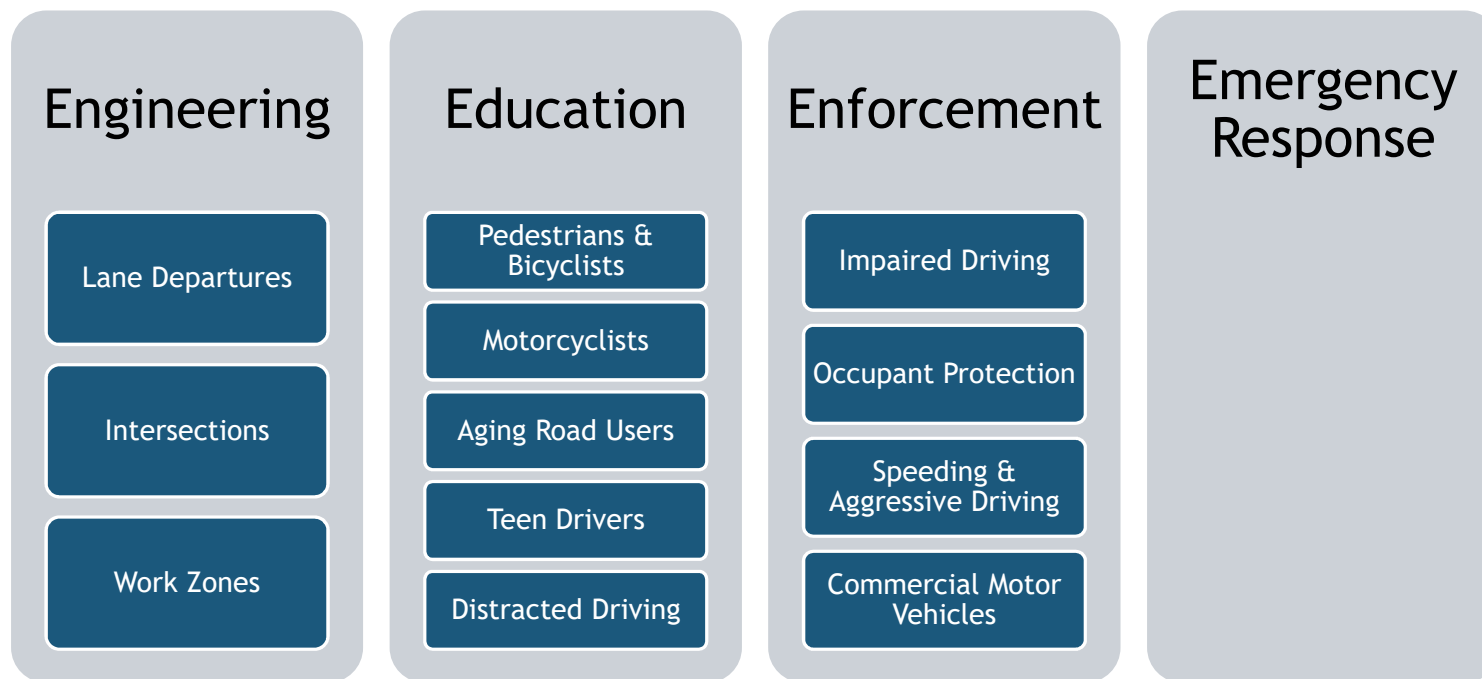 Engineering
Lane Departures
Intersections
Work Zones
Education
Pedestrians &
Bicyclists
Motorcyclists
Aging Road Users
Teen Drivers
Distracted Driving
Enforcement
Impaired Driving
Occupant Protection
Speeding &
Aggressive Driving
Commercial Motor
Vehicles
Emergency
Response